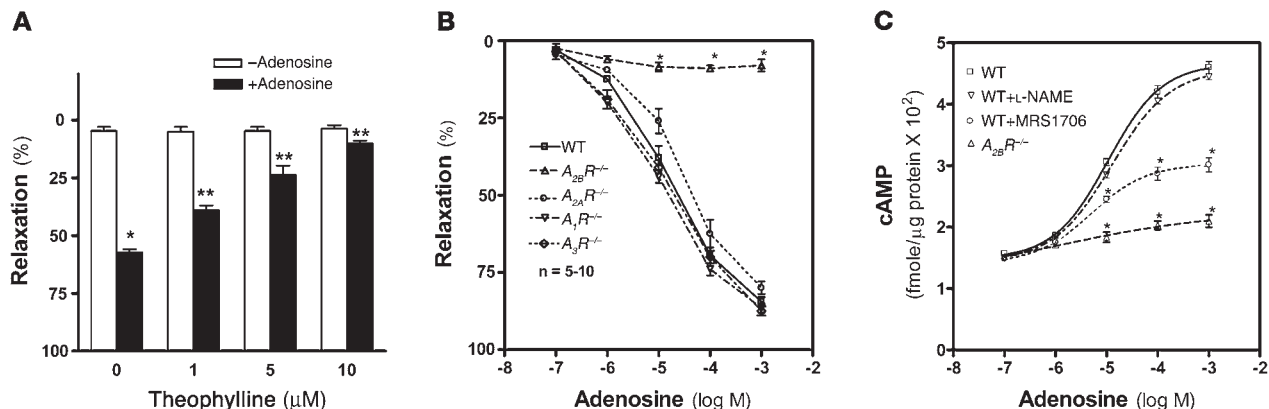 A
−Adenosine
+Adenosine
Relaxation (%)
0
25
50
75
100
0 1 5 10
Theophylline (μM)
B
Relaxation (%)
0
25
50
75
100
WT
A2BR−/−
A2AR−/−
A1R−/−
A3R−/−
n = 5-10
* * *
-8 -7 -6 -5 -4 -3 -2
Adenosine (log M)
C
cAMP
(fmole/μg protein X 10²)
5
4
3
2
1
0
WT
WT+L-NAME
WT+MRS1706
A2BR−/−
-8 -7 -6 -5 -4 -3 -2
Adenosine (log M)